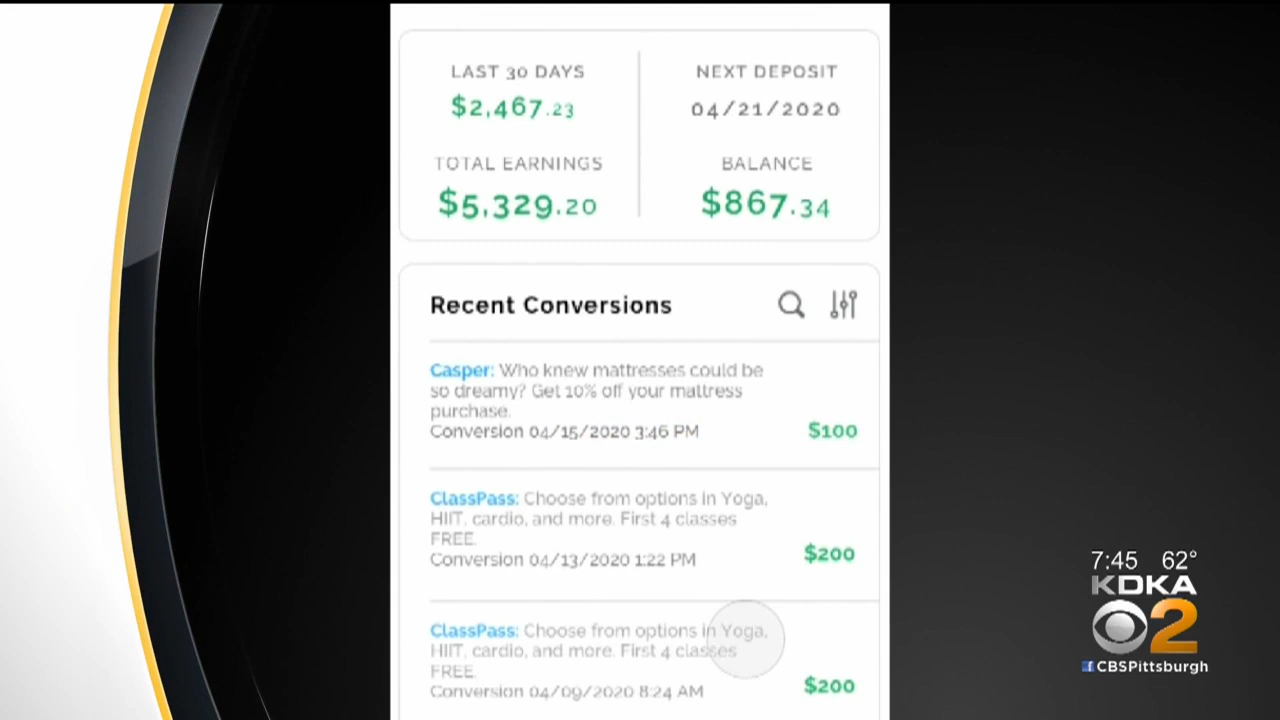 LAST 30 DAYS
$2,467.23
NEXT DEPOSIT
04/21/2020
TOTAL EARNINGS
$5,329.20
BALANCE
$867.34
Recent Conversions
Casper: Who knew mattresses could be
so dreamy? Get 10% off your mattress
purchase.
Conversion 04/15/2020 3:46 PM
$100
ClassPass: Choose from options in Yoga,
HIIT, cardio, and more. First 4 classes
FREE.
Conversion 04/13/2020 1:22 PM
$200
ClassPass: Choose from options in Yoga,
HIIT, cardio, and more. First 4 classes
FREE.
Conversion 04/09/2020 8:24 AM
$200
7:45 62°
KDKA
2
f CBSPittsburgh